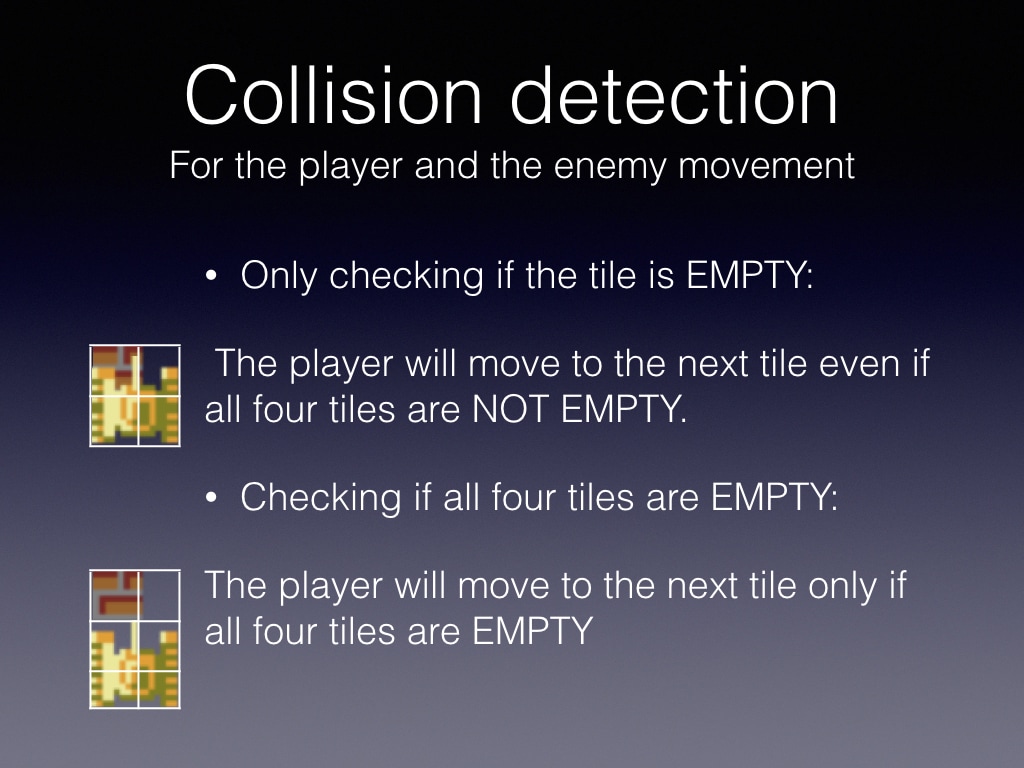 Collision detection
For the player and the enemy movement
• Only checking if the tile is EMPTY:
The player will move to the next tile even if
all four tiles are NOT EMPTY.
• Checking if all four tiles are EMPTY:
The player will move to the next tile only if
all four tiles are EMPTY